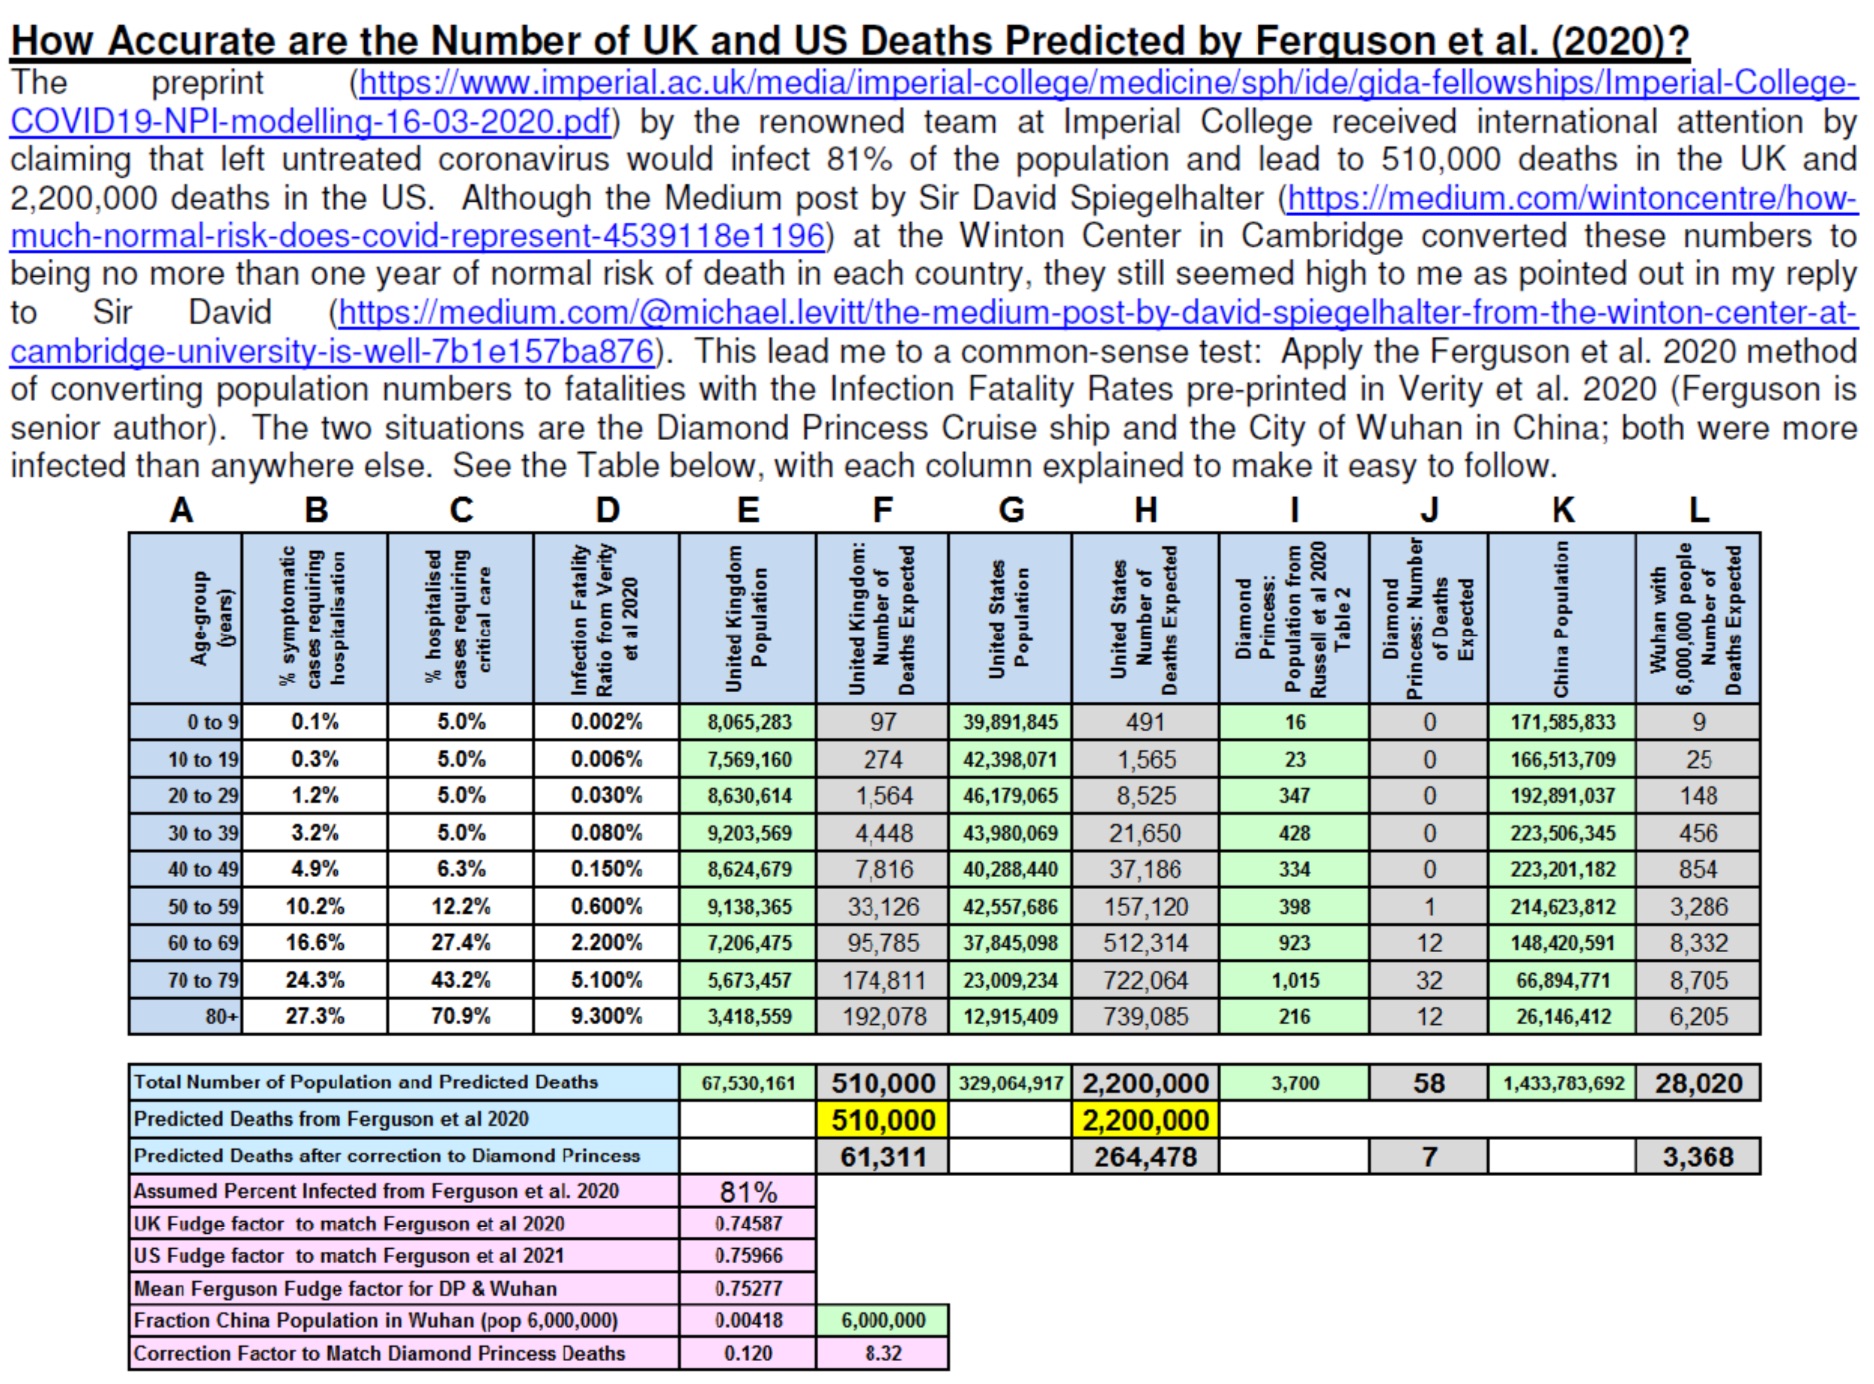 How Accurate are the Number of UK and US Deaths Predicted by Ferguson et al. (2020)?
The preprint (https://www.imperial.ac.uk/media/imperial-college/medicine/sph/ide/gida-fellowships/Imperial-College-
COVID19-NPI-modelling-16-03-2020.pdf) by the renowned team at Imperial College received international attention by
claiming that left untreated coronavirus would infect 81% of the population and lead to 510,000 deaths in the UK and
2,200,000 deaths in the US. Although the Medium post by Sir David Spiegelhalter (https://medium.com/wintoncentre/how-
much-normal-risk-does-covid-represent-4539118e1196) at the Winton Center in Cambridge converted these numbers to
being no more than one year of normal risk of death in each country, they still seemed high to me as pointed out in my reply
to Sir David (https://medium.com/@michael.levitt/the-medium-post-by-david-spiegelhalter-from-the-winton-center-at-
cambridge-university-is-well-7b1e157ba876). This lead me to a common-sense test: Apply the Ferguson et al. 2020 method
of converting population numbers to fatalities with the Infection Fatality Rates pre-printed in Verity et al. 2020 (Ferguson is
senior author). The two situations are the Diamond Princess Cruise ship and the City of Wuhan in China; both were more
infected than anywhere else. See the Table below, with each column explained to make it easy to follow.
A B C D E F G H I J K L
Age-group
(years)
% symptomatic
cases requiring
hospitalisation
% hospitalised
cases requiring
critical care
Infection Fatality
Ratio from Verity
et al 2020
United Kingdom
Population
United Kingdom:
Number of
Deaths Expected
United States
Population
United States
Number of
Deaths Expected
Diamond
Princess:
Population from
Russell et al 2020
Table 2
Diamond
Princess: Number
of Deaths
Expected
China Population
Wuhan with
6,000,000 people
Number of
Deaths Expected
0 to 9 0.1% 5.0% 0.002% 8,065,283 97 39,891,845 491 16 0 171,585,833 9
10 to 19 0.3% 5.0% 0.006% 7,569,160 274 42,398,071 1,565 23 0 166,513,709 25
20 to 29 1.2% 5.0% 0.030% 8,630,614 1,564 46,179,065 8,525 347 0 192,891,037 148
30 to 39 3.2% 5.0% 0.080% 9,203,569 4,448 43,980,069 21,650 428 0 223,506,345 456
40 to 49 4.9% 6.3% 0.150% 8,624,679 7,816 40,288,440 37,186 334 0 223,201,182 854
50 to 59 10.2% 12.2% 0.600% 9,138,365 33,126 42,557,686 157,120 398 1 214,623,812 3,286
60 to 69 16.6% 27.4% 2.200% 7,206,475 95,785 37,845,098 512,314 923 12 148,420,591 8,332
70 to 79 24.3% 43.2% 5.100% 5,673,457 174,811 23,009,234 722,064 1,015 32 66,894,771 8,705
80+ 27.3% 70.9% 9.300% 3,418,559 192,078 12,915,409 739,085 216 12 26,146,412 6,205
Total Number of Population and Predicted Deaths 67,530,161 510,000 329,064,917 2,200,000 3,700 58 1,433,783,692 28,020
Predicted Deaths from Ferguson et al 2020 510,000 2,200,000
Predicted Deaths after correction to Diamond Princess 61,311 264,478 7 3,368
Assumed Percent Infected from Ferguson et al. 2020 81%
UK Fudge factor to match Ferguson et al 2020 0.74587
US Fudge factor to match Ferguson et al 2021 0.75966
Mean Ferguson Fudge factor for DP & Wuhan 0.75277
Fraction China Population in Wuhan (pop 6,000,000) 0.00418 6,000,000
Correction Factor to Match Diamond Princess Deaths 0.120 8.32